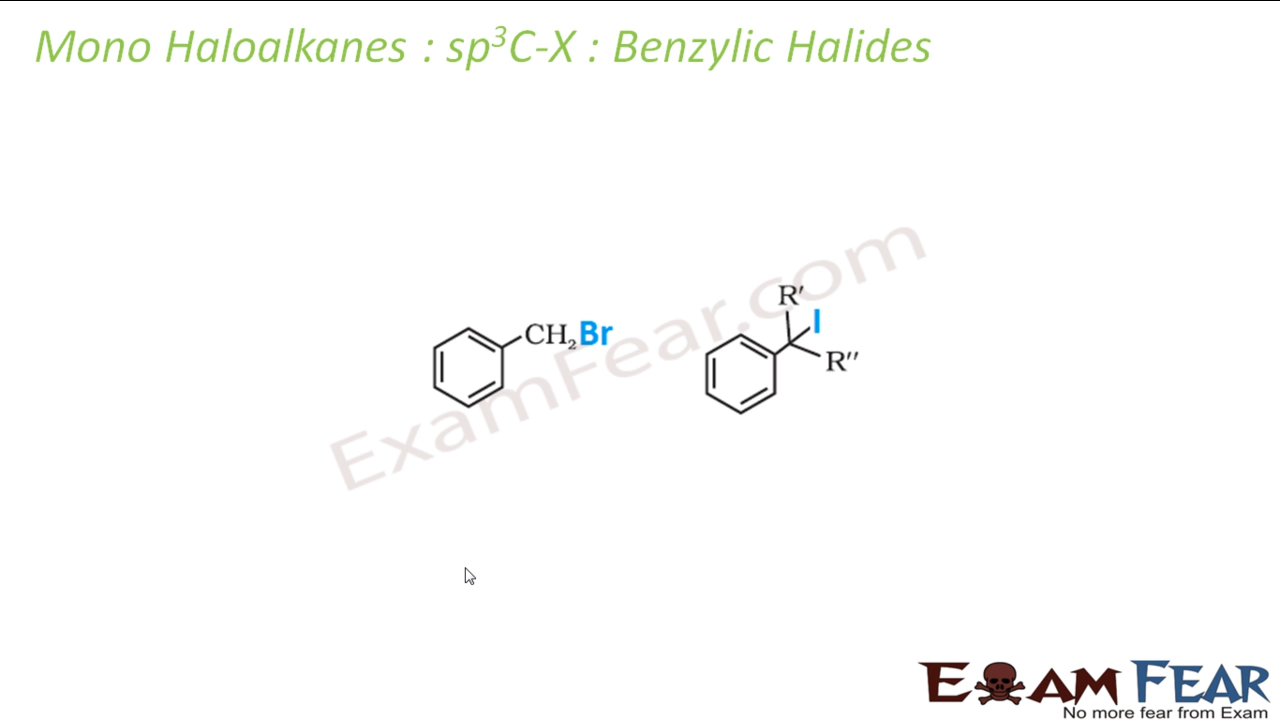 Mono Haloalkanes : sp³C-X : Benzylic Halides
ExamFear.com
R′
I
CH₂Br
R″
EXAM FEAR
No more fear from Exam